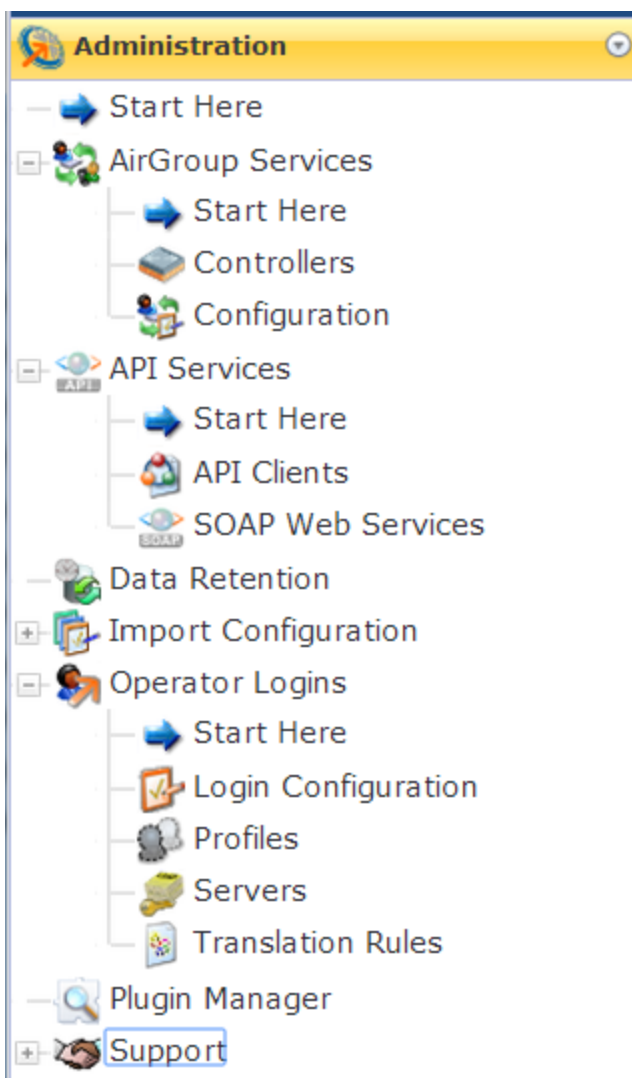 Administration
Start Here
AirGroup Services
Start Here
Controllers
Configuration
API Services
API
Start Here
API Clients
SOAP Web Services
SOAP
Data Retention
Import Configuration
Operator Logins
Start Here
Login Configuration
Profiles
Servers
Translation Rules
Plugin Manager
Support